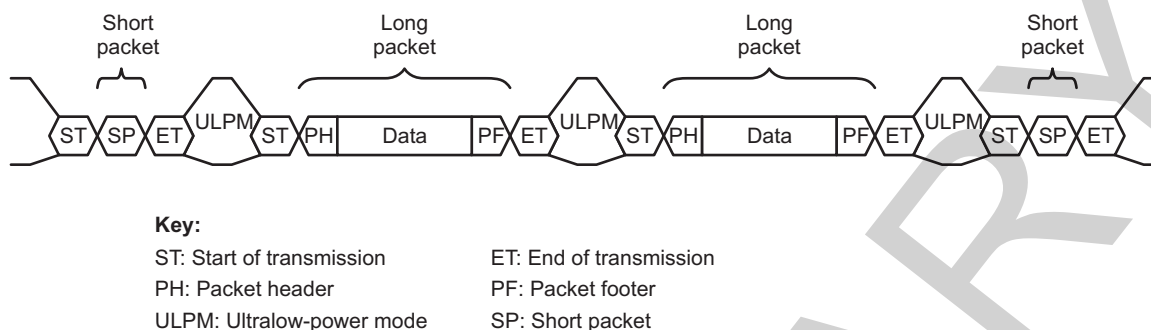 Short packet
Long packet
Long packet
Short packet
ST SP ET ULPM ST PH Data PF ET ULPM ST PH Data PF ET ULPM ST SP ET
Key:
ST: Start of transmission ET: End of transmission
PH: Packet header PF: Packet footer
ULPM: Ultralow-power mode SP: Short packet